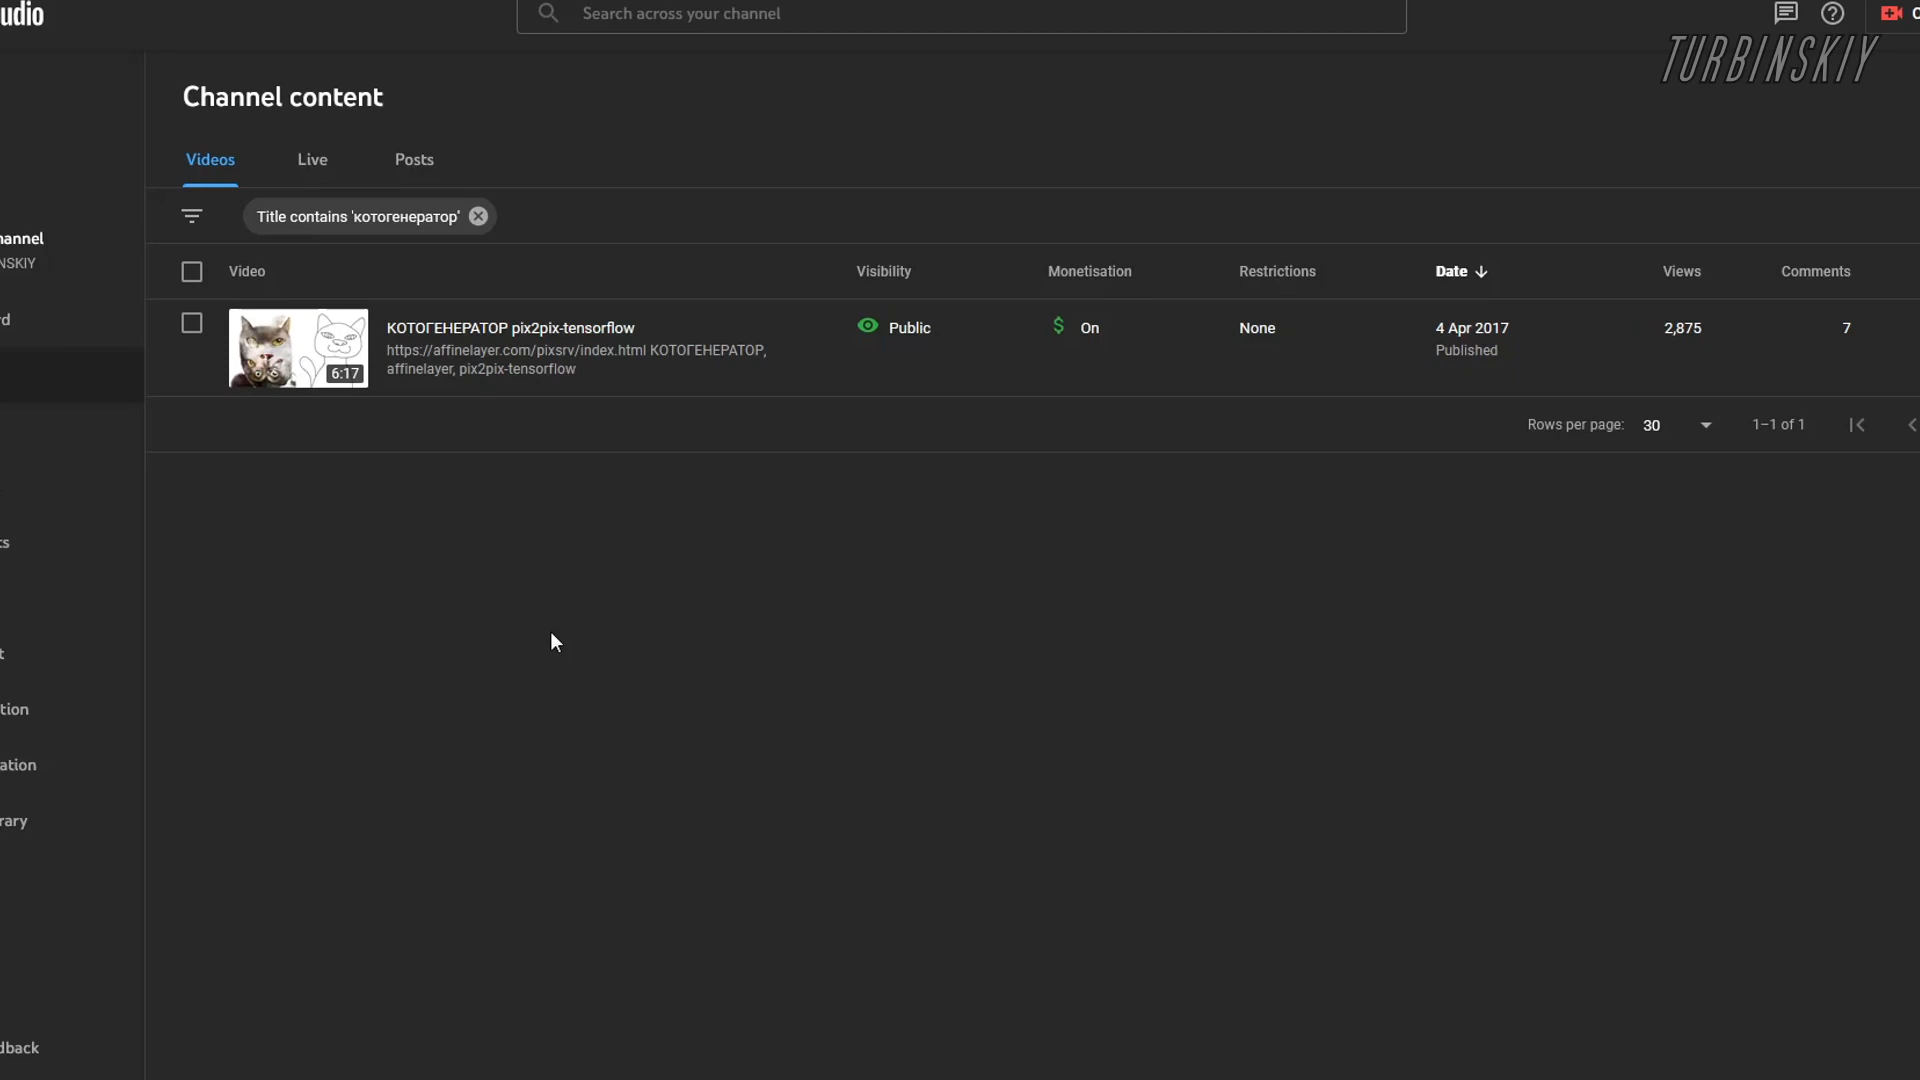 udio
Search across your channel
C
TURBINSKIY
Channel content
Videos
Live
Posts
Title contains 'котогенератор'
hannel
NSKIY
Video
Visibility
Monetisation
Restrictions
Date
Views
Comments
rd
КОТОГЕНЕРАТОР pix2pix-tensorflow
https://affinelayer.com/pixsrv/index.html КОТОГЕНЕРАТОР,
affinelayer, pix2pix-tensorflow
6:17
Public
$ On
None
4 Apr 2017
Published
2,875
7
Rows per page: 30
1–1 of 1
ts
t
tion
ation
rary
dback